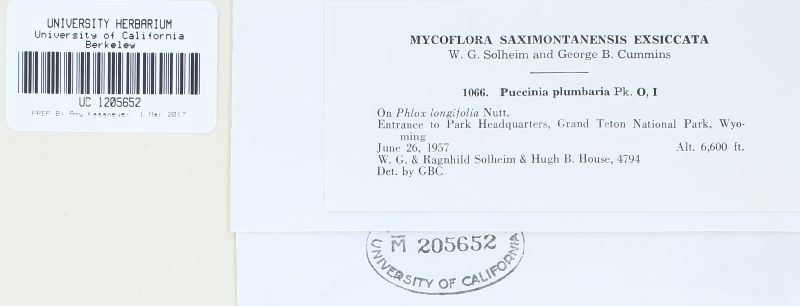 UNIVERSITY HERBARIUM
University of California
Berkeley
UC 1205652
PREP BY Amy Kasameyer, 1 Mar 2017
MYCOFLORA SAXIMONTANENSIS EXSICCATA
W. G. Solheim and George B. Cummins
1066. Puccinia plumbaria Pk. O, I
On Phlox longifolia Nutt.
Entrance to Park Headquarters, Grand Teton National Park, Wyo-
ming
June 26, 1957 Alt. 6,600 ft.
W. G. & Ragnhild Solheim & Hugh B. House, 4794
Det. by GBC
M 205652
UNIVERSITY OF CALIFORNIA